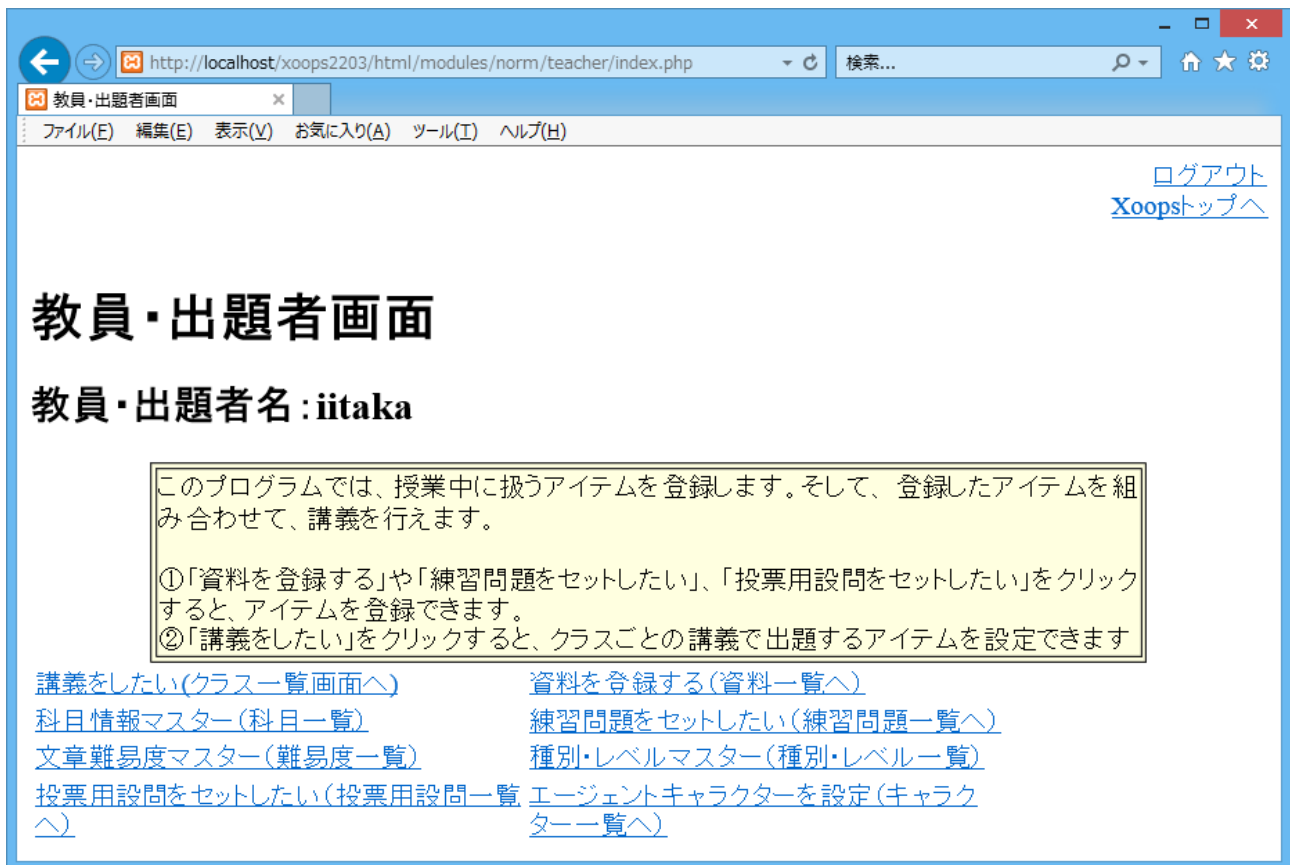 http://localhost/xoops2203/html/modules/norm/teacher/index.php
検索...
教員・出題者画面
ファイル(F) 編集(E) 表示(V) お気に入り(A) ツール(T) ヘルプ(H)
ログアウト
Xoopsトップへ
教員・出題者画面
教員・出題者名:iitaka
このプログラムでは、授業中に扱うアイテムを登録します。そして、登録したアイテムを組
み合わせて、講義を行えます。
①「資料を登録する」や「練習問題をセットしたい」、「投票用設問をセットしたい」をクリック
すると、アイテムを登録できます。
②「講義をしたい」をクリックすると、クラスごとの講義で出題するアイテムを設定できます
講義をしたい(クラス一覧画面へ) 資料を登録する(資料一覧へ)
科目情報マスター(科目一覧) 練習問題をセットしたい(練習問題一覧へ)
文章難易度マスター(難易度一覧) 種別・レベルマスター(種別・レベル一覧)
投票用設問をセットしたい(投票用設問一覧 エージェントキャラクターを設定(キャラク
へ) ター一覧へ)